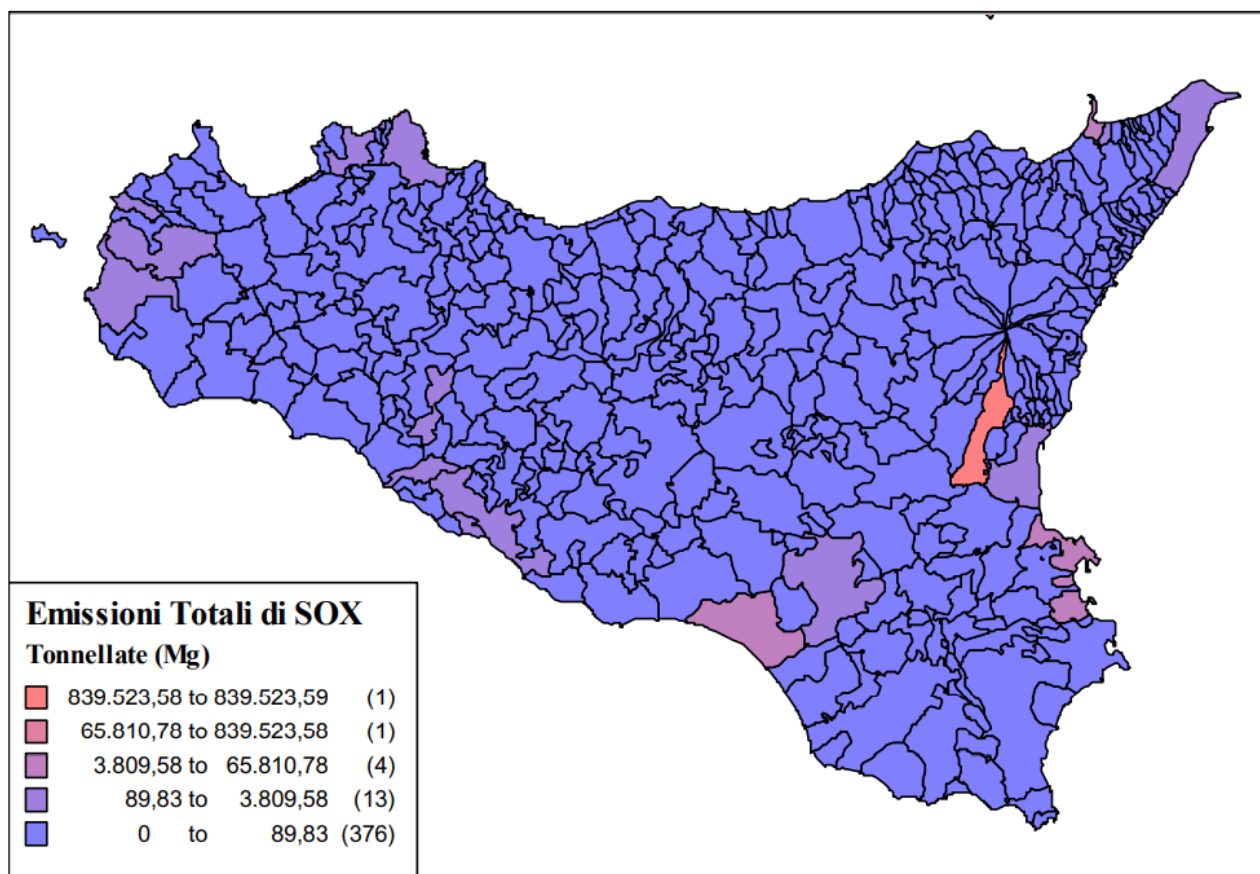 Emissioni Totali di SOX
Tonnellate (Mg)
839.523,58 to 839.523,59 (1)
65.810,78 to 839.523,58 (1)
3.809,58 to 65.810,78 (4)
89,83 to 3.809,58 (13)
0 to 89,83 (376)